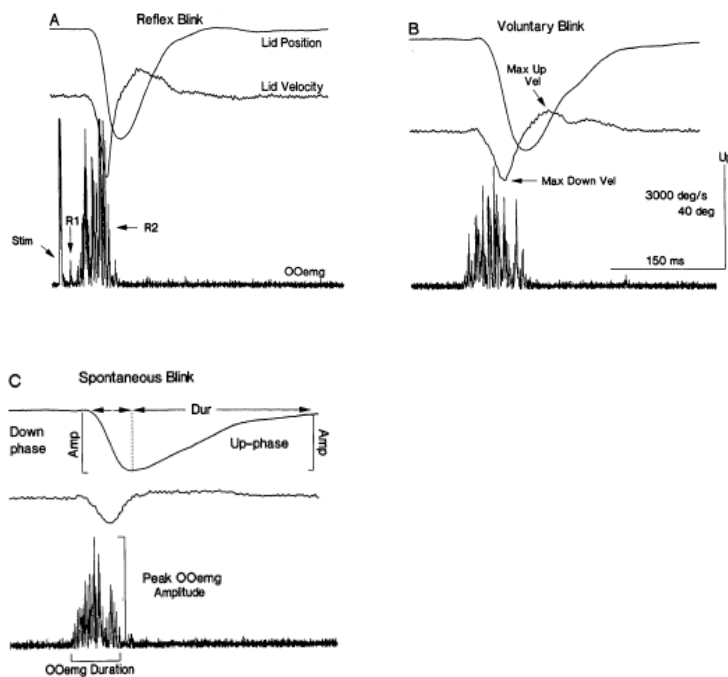 A
Reflex Blink
Lid Position
Lid Velocity
R1
R2
Stim
OOemg
B
Voluntary Blink
Max Up
Vel
Max Down Vel
3000 deg/s
40 deg
150 ms
C
Spontaneous Blink
Dur
Down
phase
Amp
Up-phase
Amp
Peak OOemg
Amplitude
OOemg Duration